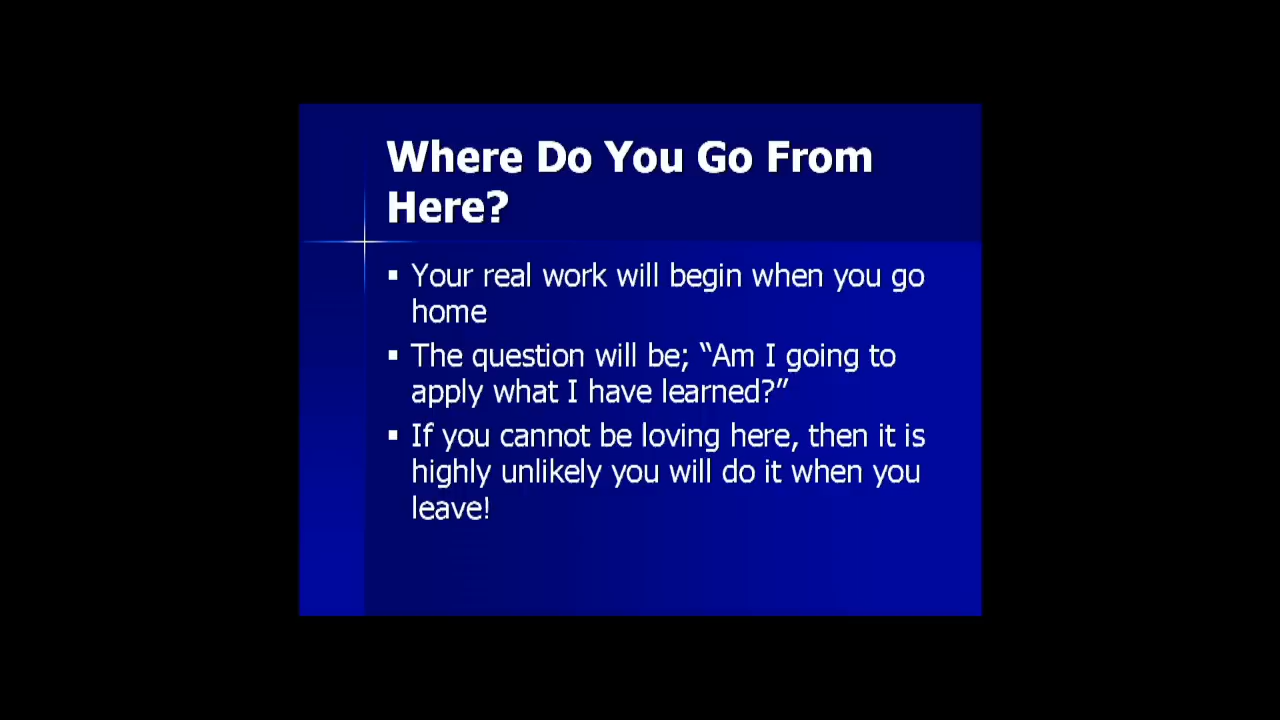 Where Do You Go From
Here?
▪ Your real work will begin when you go
home
▪ The question will be; “Am I going to
apply what I have learned?”
▪ If you cannot be loving here, then it is
highly unlikely you will do it when you
leave!